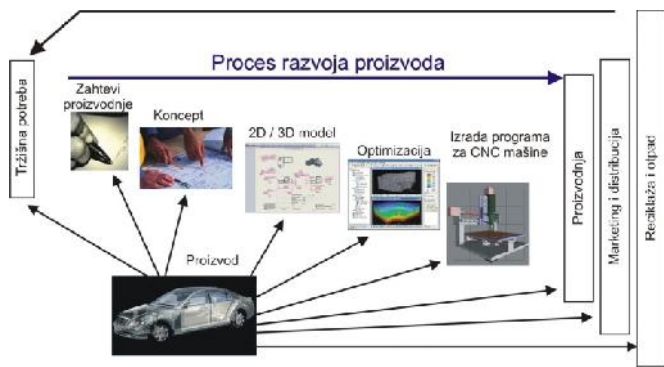 Proces razvoja proizvoda
Tržišna potreba
Zahtevi
proizvodnje
Koncept
2D / 3D model
Optimizacija
Izrada programa
za CNC mašine
Proizvodnja
Marketing i distribucija
Reciklaža i otpad
Proizvod